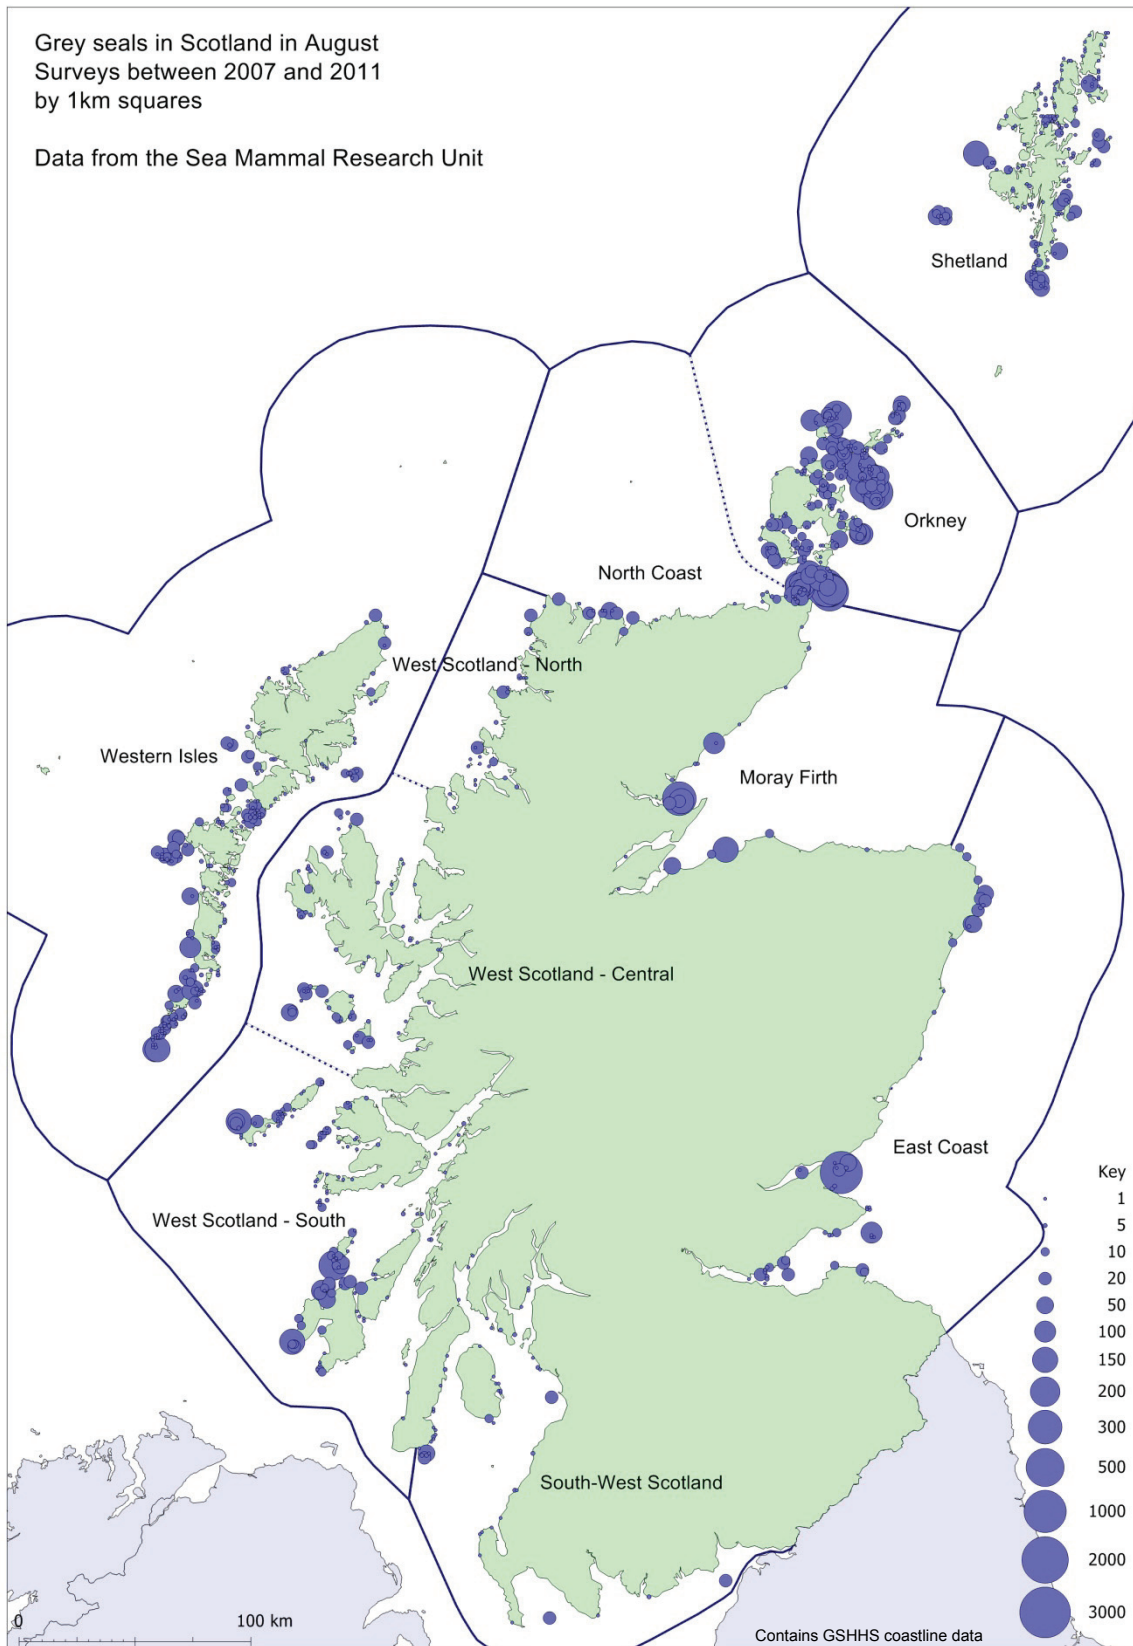 Grey seals in Scotland in August
Surveys between 2007 and 2011
by 1km squares
Data from the Sea Mammal Research Unit
Shetland
Orkney
North Coast
West Scotland - North
Western Isles
Moray Firth
West Scotland - Central
East Coast
West Scotland - South
South-West Scotland
Key
1
5
10
20
50
100
150
200
300
500
1000
2000
3000
0
100 km
Contains GSHHS coastline data